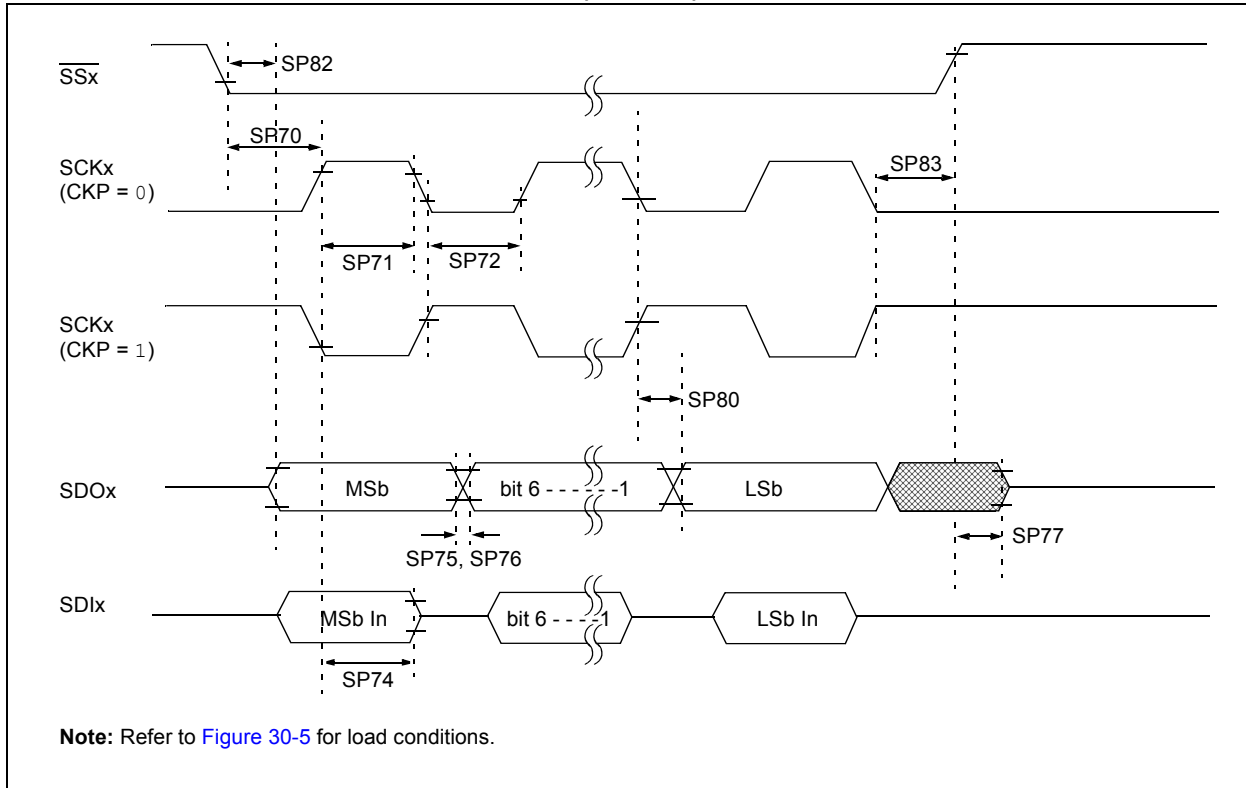 SSx
SP82
SP70
SCKx
(CKP = 0)
SP83
SP71
SP72
SCKx
(CKP = 1)
SP80
SDOx
MSb
bit 6 - - - - - -1
LSb
SP75, SP76
SP77
SDIx
MSb In
bit 6 - - - -1
LSb In
SP74
Note: Refer to Figure 30-5 for load conditions.